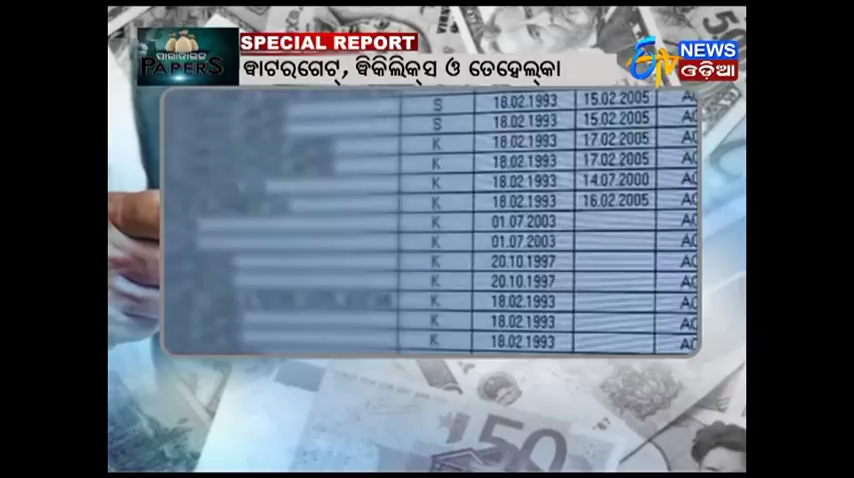 ପାରାଡାଇଜ
PAPERS
SPECIAL REPORT
ୱାଟରଗେଟ୍, ୱିକିଲିକ୍ସ ଓ ତେହେଲ୍‌କା
ETV NEWS
ଓଡ଼ିଆ
S 18.02.1993 15.02.2005
S 18.02.1993 15.02.2005
K 18.02.1993 17.02.2005
K 18.02.1993 17.02.2005
K 18.02.1993 14.07.2000
K 18.02.1993 16.02.2005
K 01.07.2003
K 01.07.2003
K 20.10.1997
K 20.10.1997
K 18.02.1993
K 18.02.1993
K 18.02.1993
50